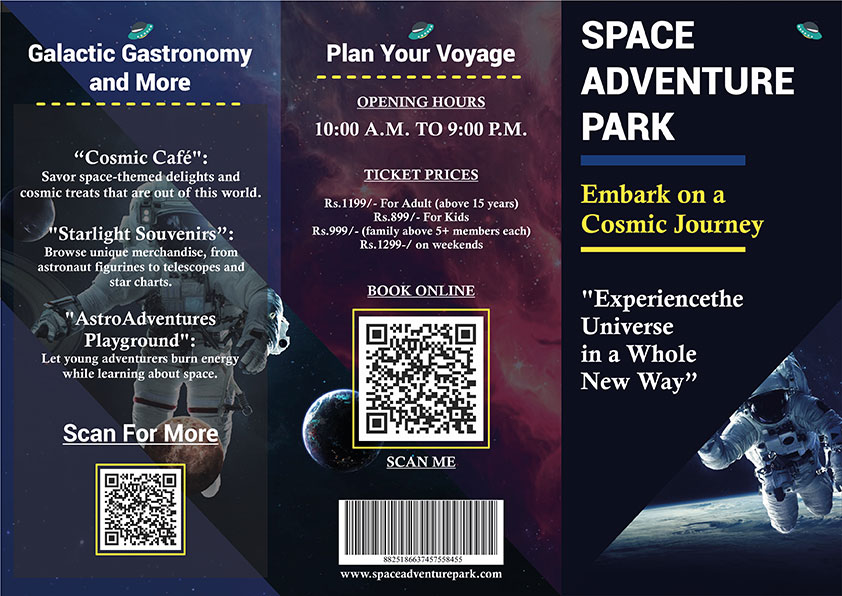 Galactic Gastronomy
and More
“Cosmic Café":
Savor space-themed delights and
cosmic treats that are out of this world.
"Starlight Souvenirs”:
Browse unique merchandise, from
astronaut figurines to telescopes and
star charts.
"AstroAdventures
Playground":
Let young adventurers burn energy
while learning about space.
Scan For More
Plan Your Voyage
OPENING HOURS
10:00 A.M. TO 9:00 P.M.
TICKET PRICES
Rs.1199/- For Adult (above 15 years)
Rs.899/- For Kids
Rs.999/- (family above 5+ members each)
Rs.1299-/ on weekends
BOOK ONLINE
SCAN ME
8825186637457558455
www.spaceadventurepark.com
SPACE
ADVENTURE
PARK
Embark on a
Cosmic Journey
"Experiencethe
Universe
in a Whole
New Way”